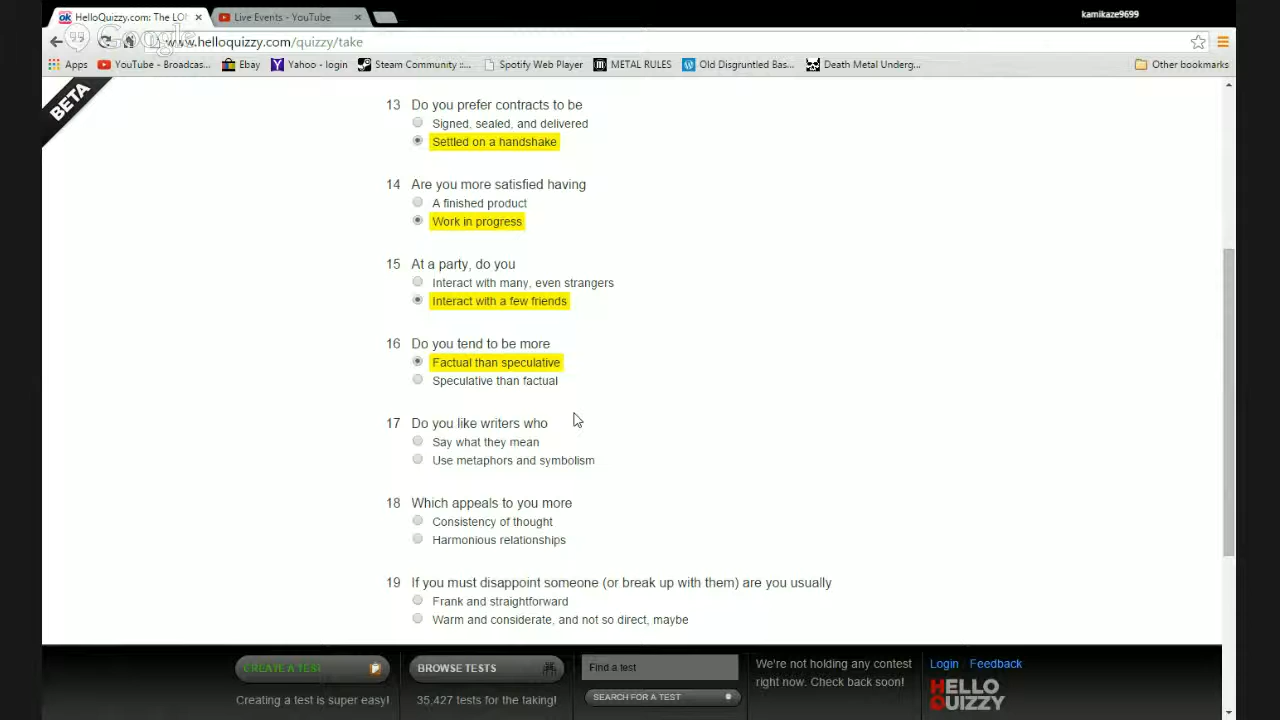 HelloQuizzy.com: The LO
Live Events - YouTube
kamikaze9699
Google
www.helloquizzy.com/quizzy/take
Apps
YouTube - Broadcas...
Ebay
Yahoo - login
Steam Community ::...
Spotify Web Player
METAL RULES
Old Disgruntled Bas...
Death Metal Underg...
Other bookmarks
BETA
13 Do you prefer contracts to be
Signed, sealed, and delivered
Settled on a handshake
14 Are you more satisfied having
A finished product
Work in progress
15 At a party, do you
Interact with many, even strangers
Interact with a few friends
16 Do you tend to be more
Factual than speculative
Speculative than factual
17 Do you like writers who
Say what they mean
Use metaphors and symbolism
18 Which appeals to you more
Consistency of thought
Harmonious relationships
19 If you must disappoint someone (or break up with them) are you usually
Frank and straightforward
Warm and considerate, and not so direct, maybe
CREATE A TEST
Creating a test is super easy!
BROWSE TESTS
35,427 tests for the taking!
Find a test
SEARCH FOR A TEST
We're not holding any contest
right now. Check back soon!
Login Feedback
HELLO
QUIZZY